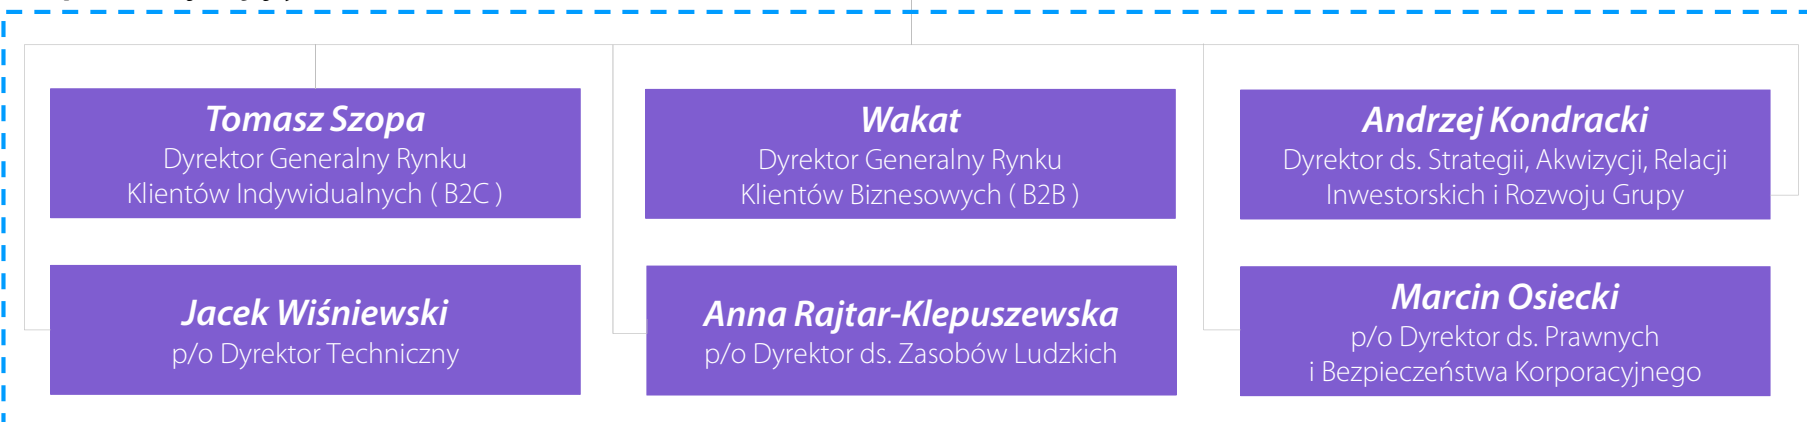 Tomasz Szopa
Dyrektor Generalny Rynku
Klientów Indywidualnych ( B2C )
Wakat
Dyrektor Generalny Rynku
Klientów Biznesowych ( B2B )
Andrzej Kondracki
Dyrektor ds. Strategii, Akwizycji, Relacji
Inwestorskich i Rozwoju Grupy
Jacek Wiśniewski
p/o Dyrektor Techniczny
Anna Rajtar-Klepuszewska
p/o Dyrektor ds. Zasobów Ludzkich
Marcin Osiecki
p/o Dyrektor ds. Prawnych
i Bezpieczeństwa Korporacyjnego